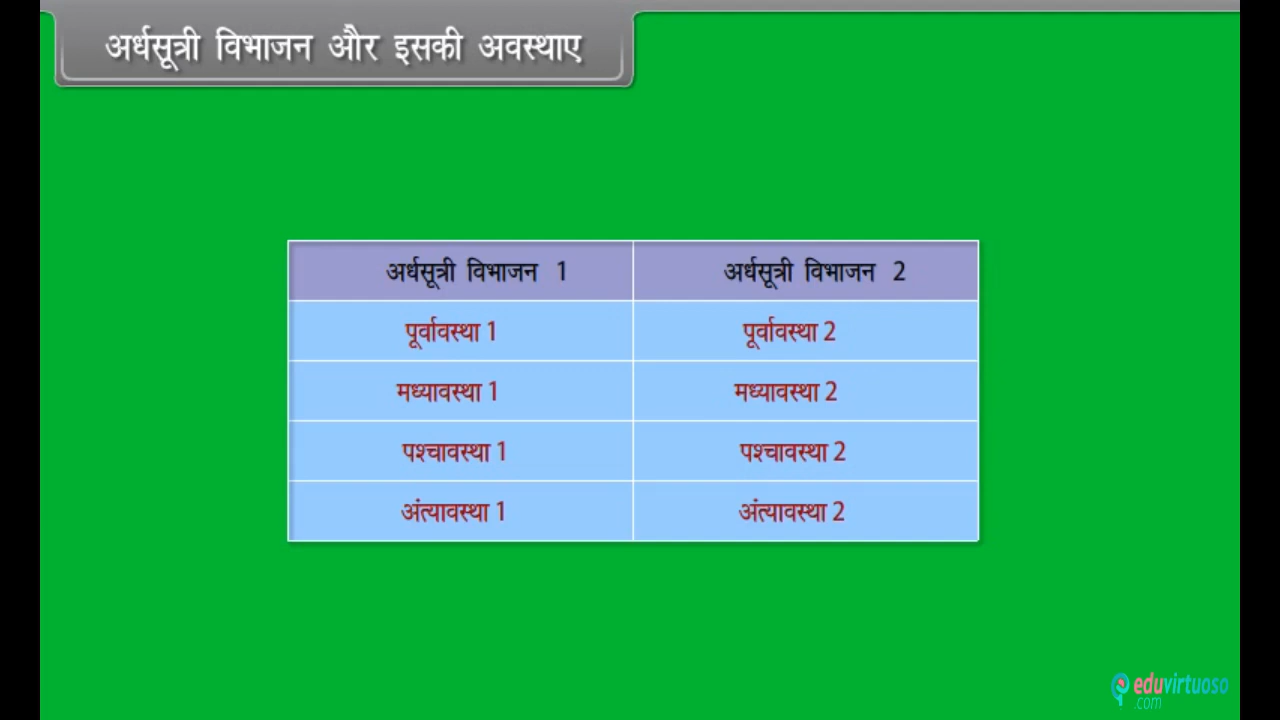 अर्धसूत्री विभाजन और इसकी अवस्थाए
अर्धसूत्री विभाजन 1 अर्धसूत्री विभाजन 2
पूर्वावस्था 1 पूर्वावस्था 2
मध्यावस्था 1 मध्यावस्था 2
पश्चावस्था 1 पश्चावस्था 2
अंत्यावस्था 1 अंत्यावस्था 2
eduvirtuoso
.com